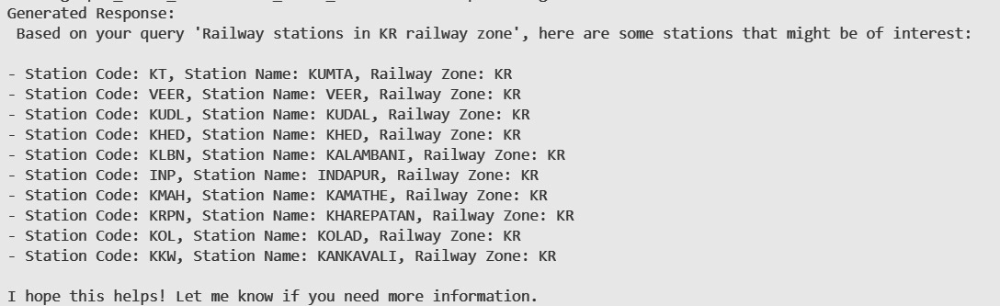 Generated Response:
Based on your query 'Railway stations in KR railway zone', here are some stations that might be of interest:
- Station Code: KT, Station Name: KUMTA, Railway Zone: KR
- Station Code: VEER, Station Name: VEER, Railway Zone: KR
- Station Code: KUDL, Station Name: KUDAL, Railway Zone: KR
- Station Code: KHED, Station Name: KHED, Railway Zone: KR
- Station Code: KLBN, Station Name: KALAMBANI, Railway Zone: KR
- Station Code: INP, Station Name: INDAPUR, Railway Zone: KR
- Station Code: KMAH, Station Name: KAMATHE, Railway Zone: KR
- Station Code: KRPN, Station Name: KHAREPATAN, Railway Zone: KR
- Station Code: KOL, Station Name: KOLAD, Railway Zone: KR
- Station Code: KKW, Station Name: KANKAVALI, Railway Zone: KR
I hope this helps! Let me know if you need more information.